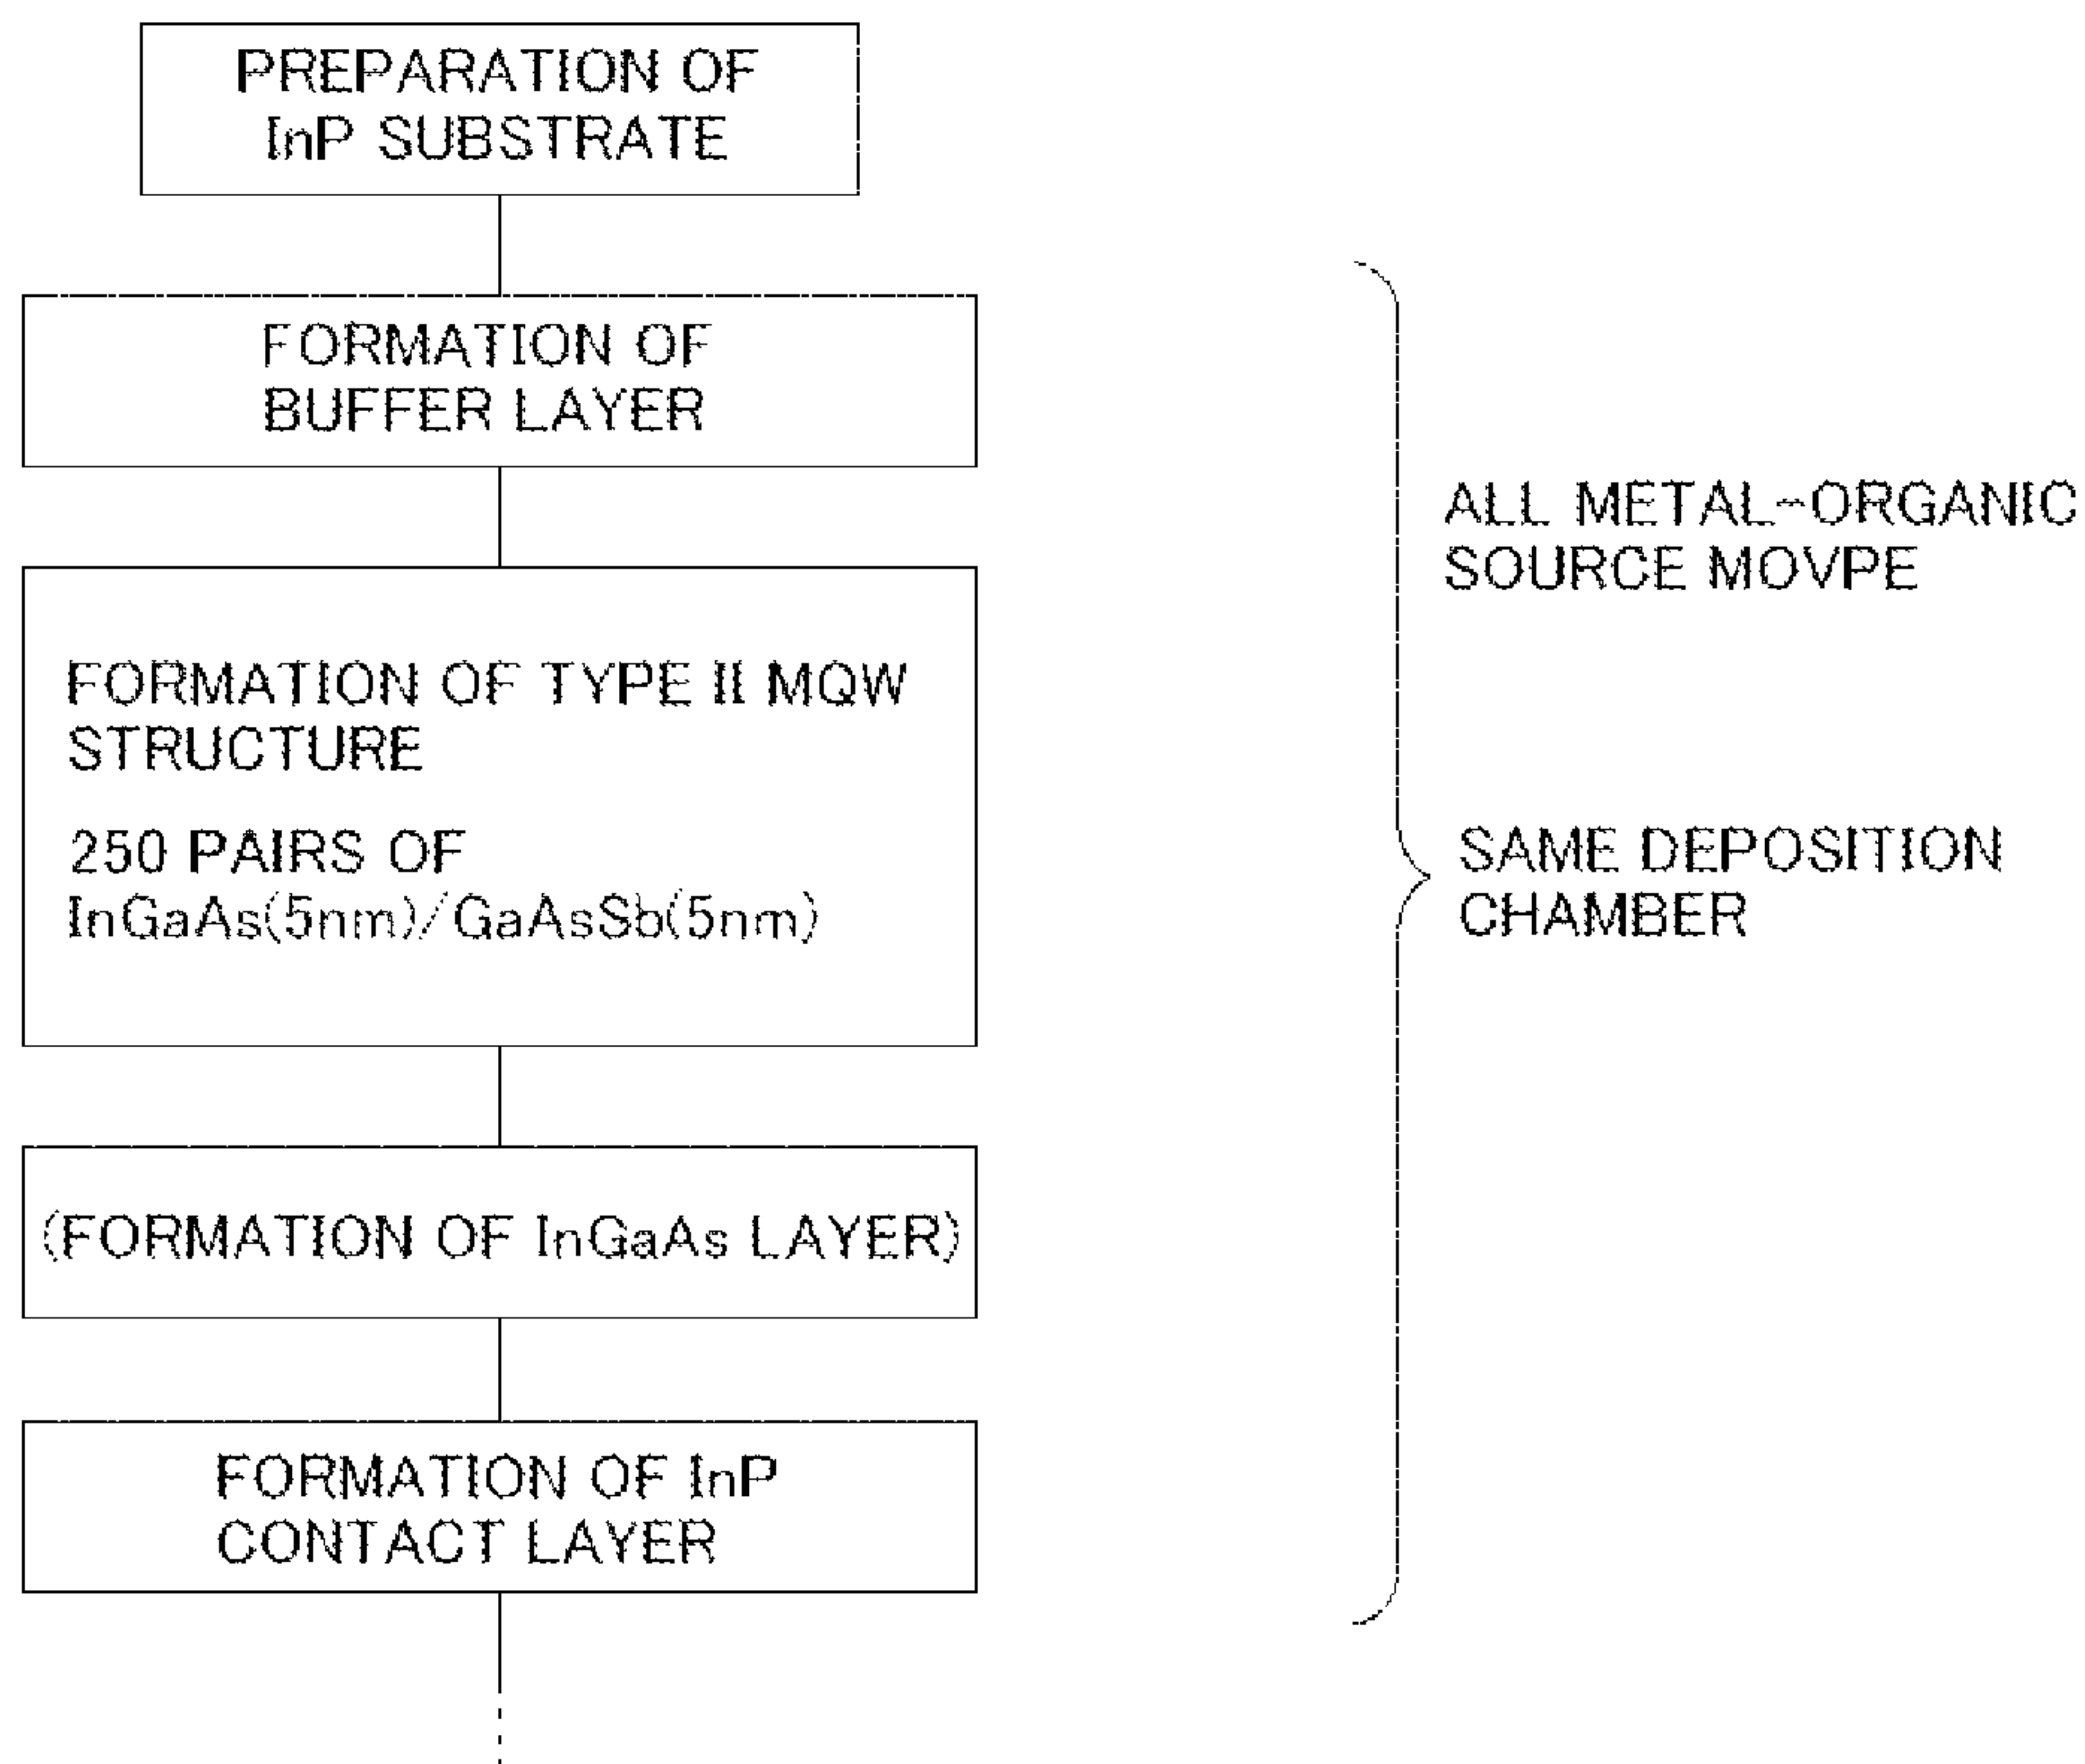 PREPARATION OF
InP SUBSTRATE
FORMATION OF
BUFFER LAYER
FORMATION OF TYPE II MQW
STRUCTURE
250 PAIRS OF
InGaAs(5nm)/GaAsSb(5nm)
(FORMATION OF InGaAs LAYER)
FORMATION OF InP
CONTACT LAYER
ALL METAL-ORGANIC
SOURCE MOVPE
SAME DEPOSITION
CHAMBER